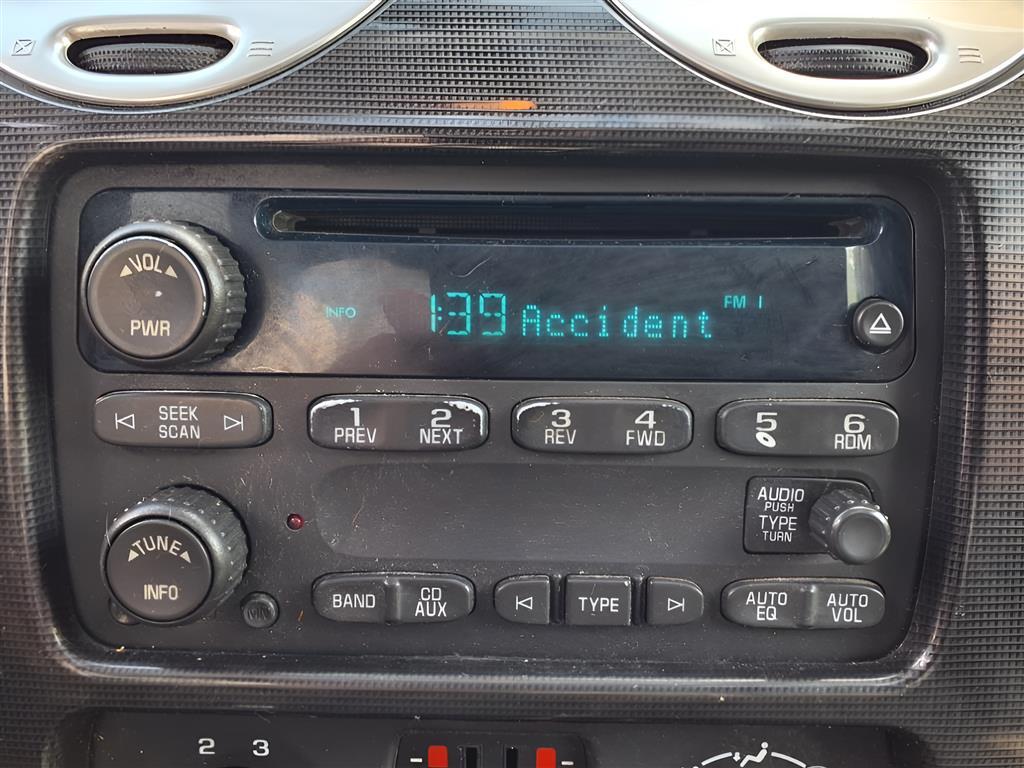 VOL
PWR
INFO 1:39 Accident FM 1
SEEK
SCAN
1 2
PREV NEXT
3 4
REV FWD
5 6
RDM
AUDIO
PUSH
TYPE
TURN
TUNE
INFO
BAND
CD
AUX
TYPE
AUTO
EQ
AUTO
VOL
2 3